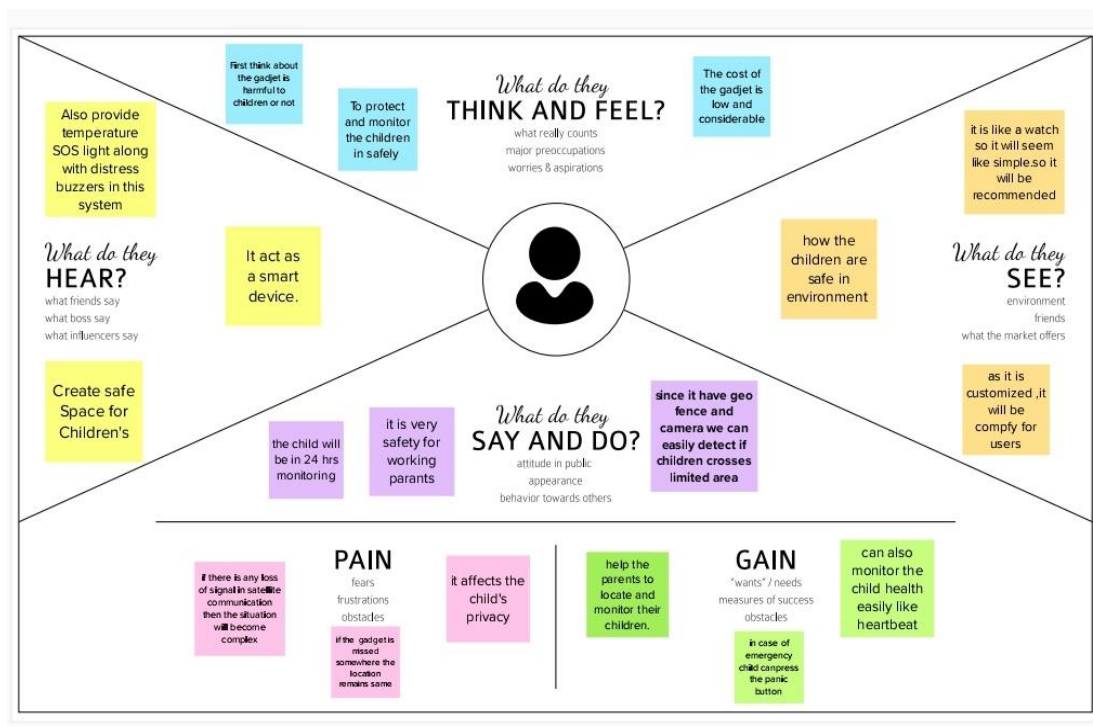 First think about
the gadjet is
harmful to
children or not
To protect
and monitor
the children
in safely
What do they
THINK AND FEEL?
what really counts
major preoccupations
worries & aspirations
The cost of
the gadjet is
low and
considerable
Also provide
temperature
SOS light along
with distress
buzzers in this
system
What do they
HEAR?
what friends say
what boss say
what influencers say
It act as
a smart
device.
Create safe
Space for
Children's
it is like a watch
so it will seem
like simple.so it
will be
recommended
how the
children are
safe in
environment
What do they
SEE?
environment
friends
what the market offers
as it is
customized ,it
will be
compfy for
users
the child will
be in 24 hrs
monitoring
it is very
safety for
working
parants
What do they
SAY AND DO?
attitude in public
appearance
behavior towards others
since it have geo
fence and
camera we can
easily detect if
children crosses
limited area
PAIN
fears
frustrations
obstacles
if there is any loss
of signal in satellite
communication
then the situation
will become
complex
if the gadget is
missed
somewhere the
location
remains same
it affects the
child's
privacy
GAIN
"wants" / needs
measures of success
obstacles
help the
parents to
locate and
monitor their
children.
in case of
emergency
child canpress
the panic
button
can also
monitor the
child health
easily like
heartbeat